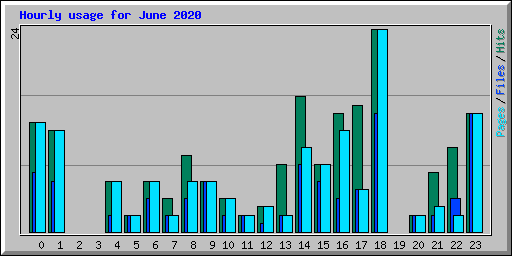 Hourly usage for June 2020
24
Pages/Files/Hits
0 1 2 3 4 5 6 7 8 9 10 11 12 13 14 15 16 17 18 19 20 21 22 23